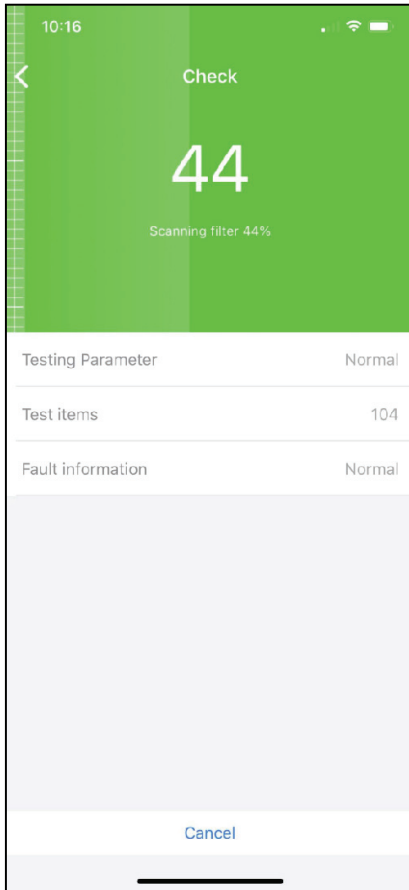 10:16
Check
44
Scanning filter 44%
Testing Parameter Normal
Test items 104
Fault information Normal
Cancel